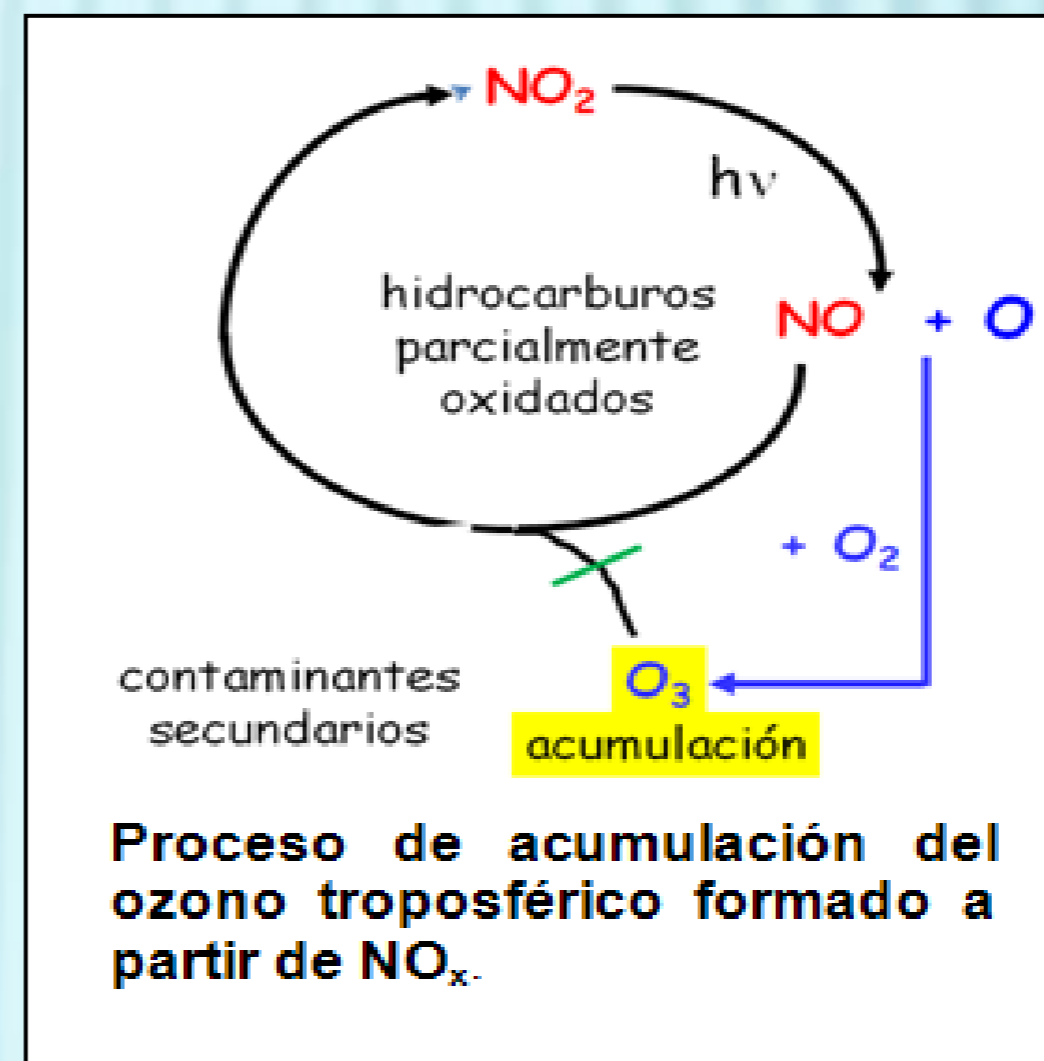 NO₂
hν
hidrocarburos
parcialmente
oxidados
NO + O
+ O₂
contaminantes
secundarios
O₃
acumulación
Proceso de acumulación del
ozono troposférico formado a
partir de NOₓ.